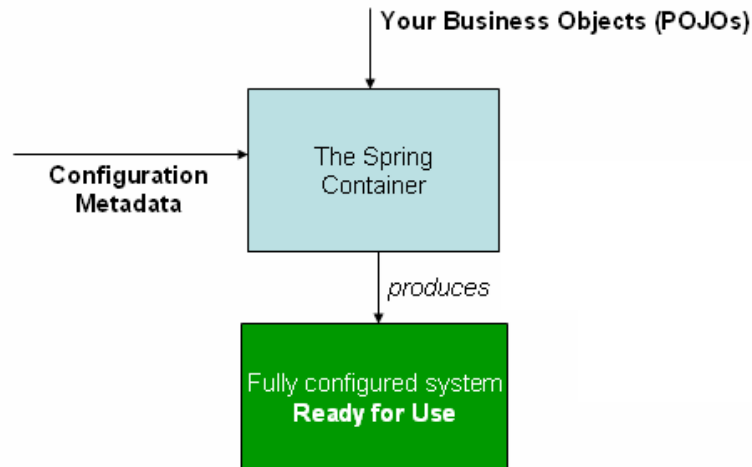 Your Business Objects (POJOs)
The Spring
Container
Configuration
Metadata
produces
Fully configured system
Ready for Use